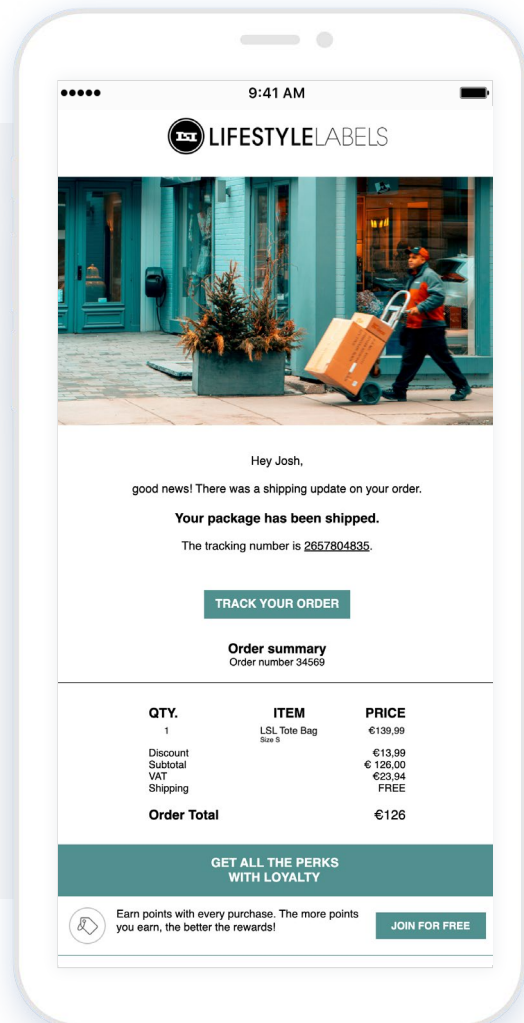 9:41 AM
LSL LIFESTYLELABELS
Hey Josh,
good news! There was a shipping update on your order.
Your package has been shipped.
The tracking number is 2657804835.
TRACK YOUR ORDER
Order summary
Order number 34569
QTY. ITEM PRICE
1 LSL Tote Bag €139,99
Size S
Discount €13,99
Subtotal € 126,00
VAT €23,94
Shipping FREE
Order Total €126
GET ALL THE PERKS
WITH LOYALTY
Earn points with every purchase. The more points
you earn, the better the rewards!
JOIN FOR FREE